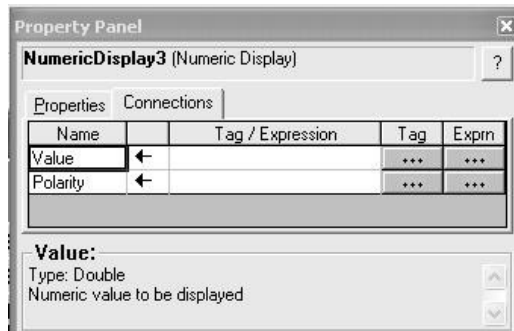 Property Panel
NumericDisplay3 (Numeric Display)
?
Properties Connections
Name Tag / Expression Tag Exprn
Value ← ...
Polarity ← ...
Value:
Type: Double
Numeric value to be displayed